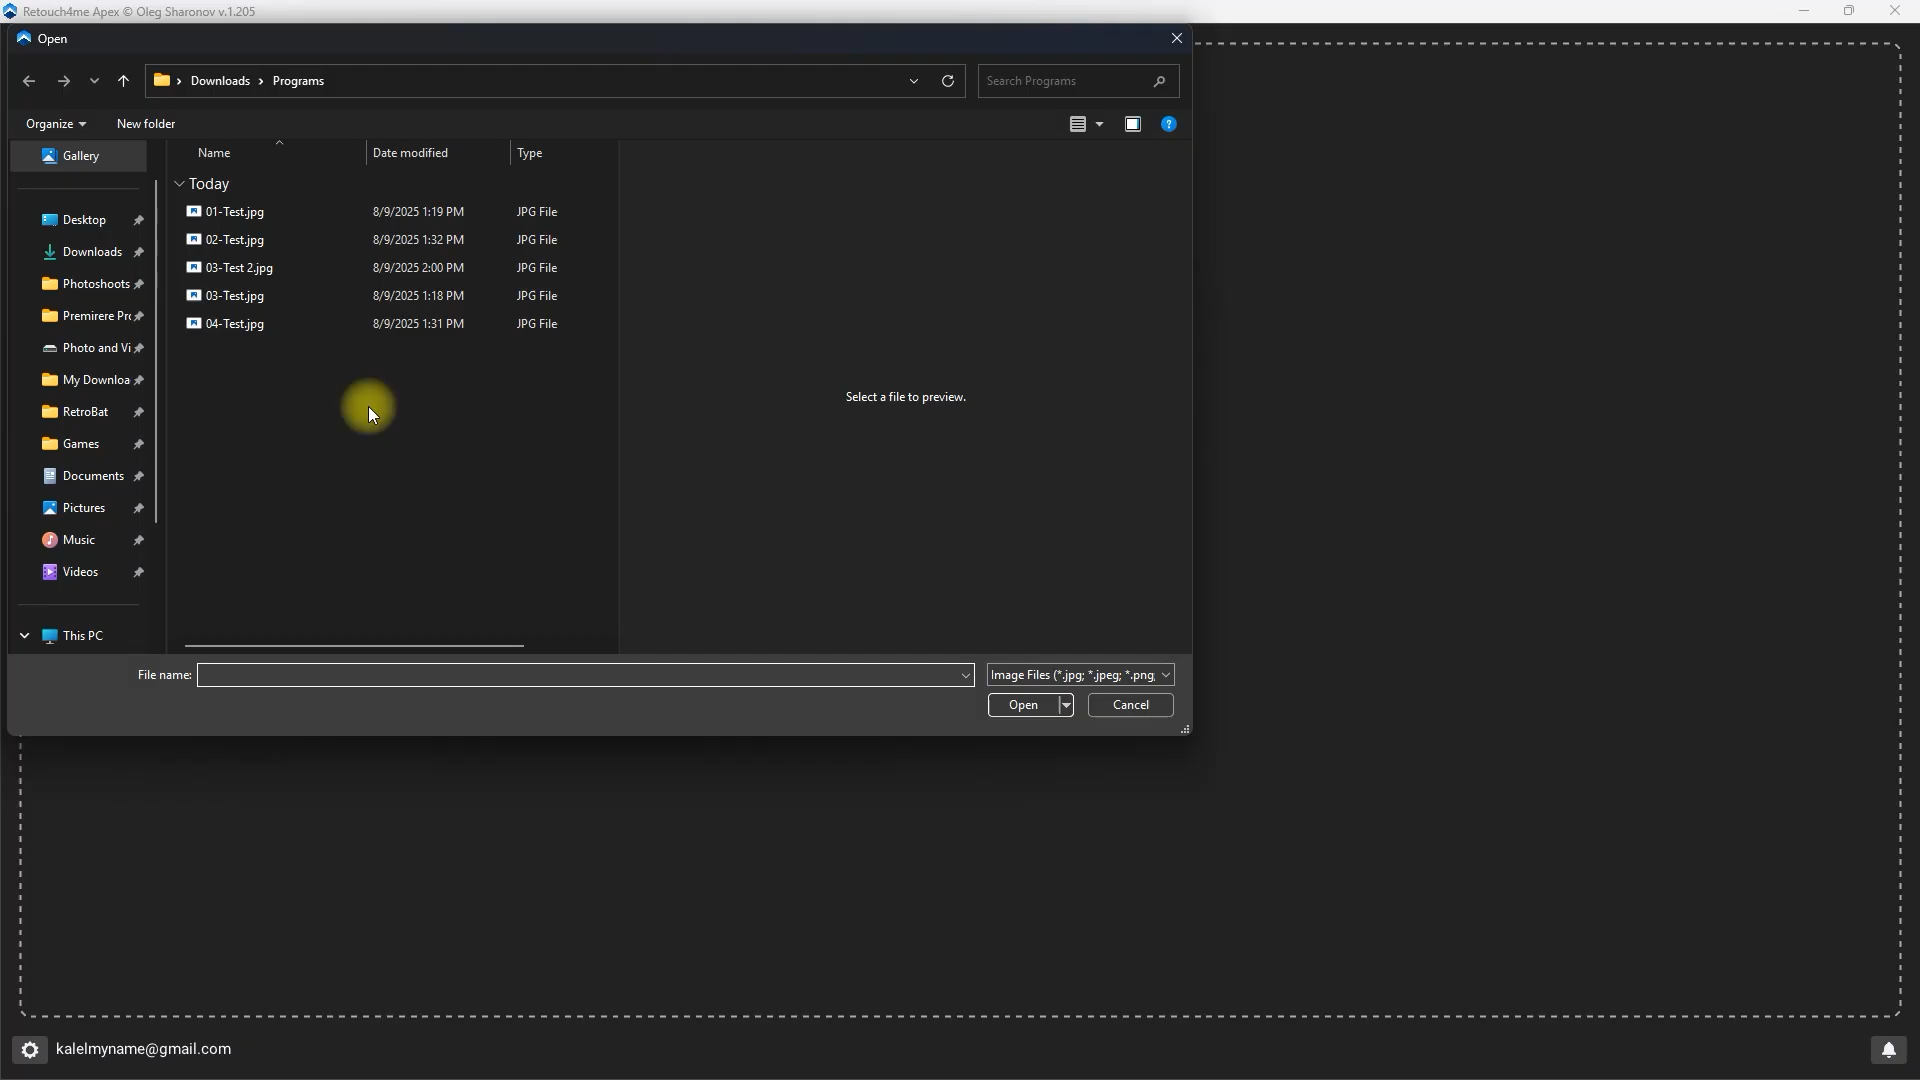 Retouch4me Apex © Oleg Sharonov v.1.205
Open
Downloads
Programs
Search Programs
Organize
New folder
Gallery
Name
Date modified
Type
Today
01-Test.jpg 8/9/2025 1:19 PM JPG File
02-Test.jpg 8/9/2025 1:32 PM JPG File
03-Test 2.jpg 8/9/2025 2:00 PM JPG File
03-Test.jpg 8/9/2025 1:18 PM JPG File
04-Test.jpg 8/9/2025 1:31 PM JPG File
Desktop
Downloads
Photoshoots
Premirere Prc
Photo and Vi
My Downloa
RetroBat
Games
Documents
Pictures
Music
Videos
This PC
Select a file to preview.
File name:
Image Files (*.jpg; *.jpeg; *.png;
Open
Cancel
kalelmyname@gmail.com